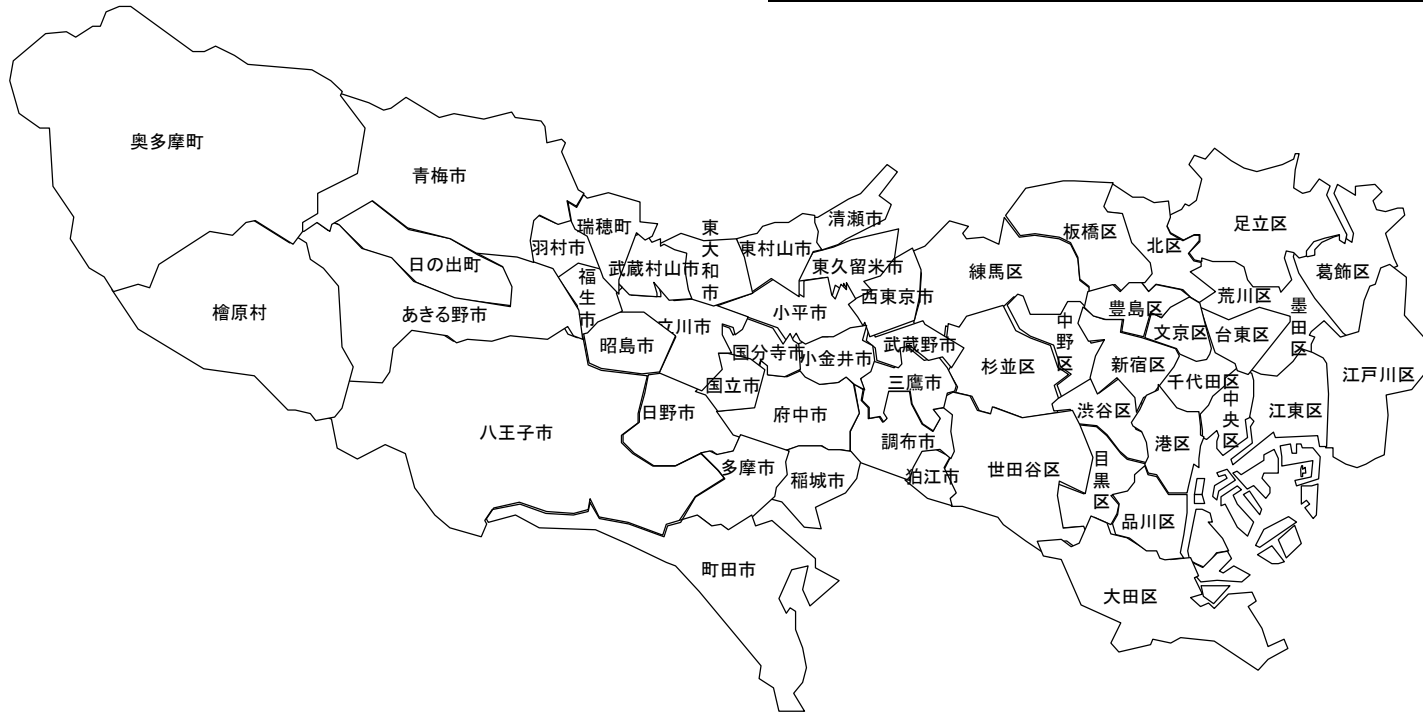 奥多摩町
青梅市
檜原村
日の出町
あきる野市
八王子市
羽村市
瑞穂町
福生市
昭島市
武蔵村山市
立川市
東大和市
東村山市
清瀬市
東久留米市
西東京市
小平市
国分寺市
小金井市
武蔵野市
三鷹市
国立市
日野市
府中市
調布市
狛江市
多摩市
稲城市
町田市
練馬区
板橋区
北区
足立区
葛飾区
荒川区
豊島区
文京区
台東区
墨田区
中野区
杉並区
新宿区
千代田区
中央区
江東区
江戸川区
渋谷区
港区
世田谷区
目黒区
品川区
大田区